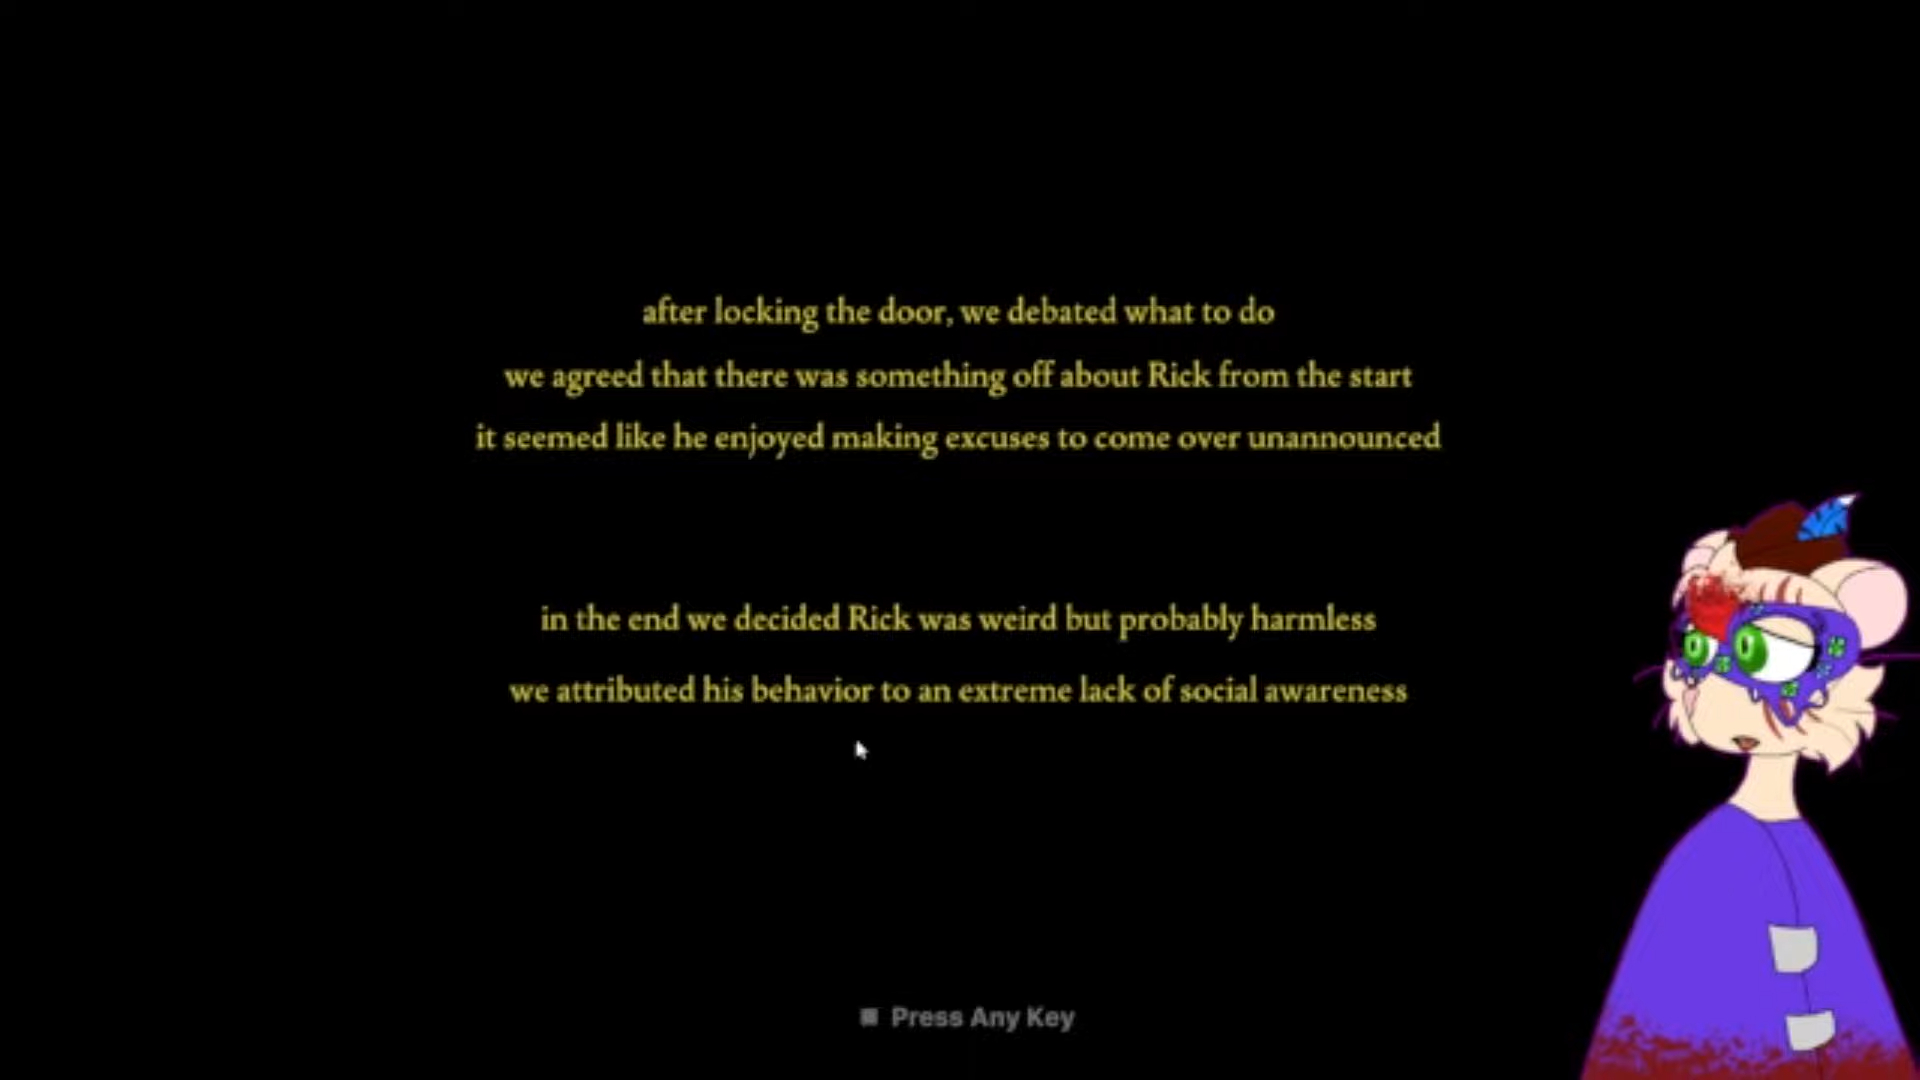 after locking the door, we debated what to do
we agreed that there was something off about Rick from the start
it seemed like he enjoyed making excuses to come over unannounced
in the end we decided Rick was weird but probably harmless
we attributed his behavior to an extreme lack of social awareness
Press Any Key